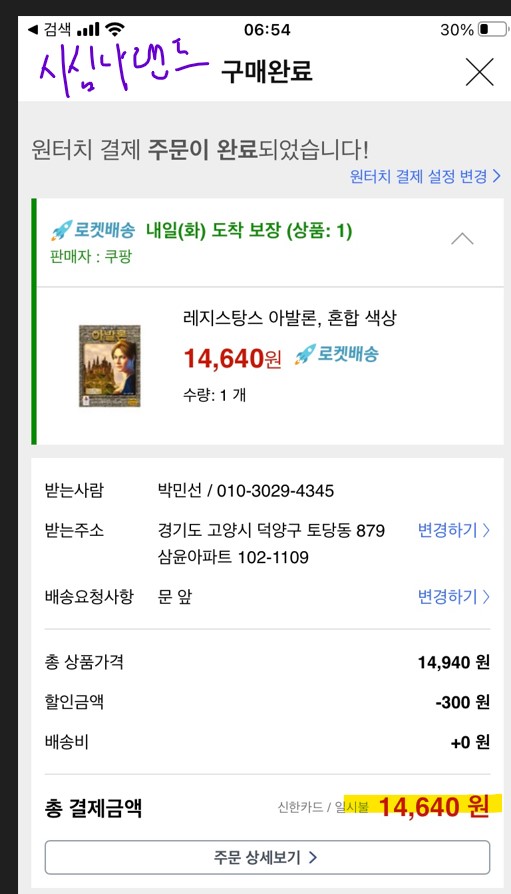 ◀ 검색 06:54 30%
시심나맨드
구매완료
원터치 결제 주문이 완료되었습니다!
원터치 결제 설정 변경 >
로켓배송 내일(화) 도착 보장 (상품: 1)
판매자 : 쿠팡
아발론
레지스탕스 아발론, 혼합 색상
14,640원 로켓배송
수량: 1 개
받는사람 박민선 / 010-3029-4345
받는주소 경기도 고양시 덕양구 토당동 879 변경하기 >
삼윤아파트 102-1109
배송요청사항 문 앞 변경하기 >
총 상품가격 14,940 원
할인금액 -300 원
배송비 +0 원
총 결제금액 신한카드 / 일시불 14,640 원
주문 상세보기 >